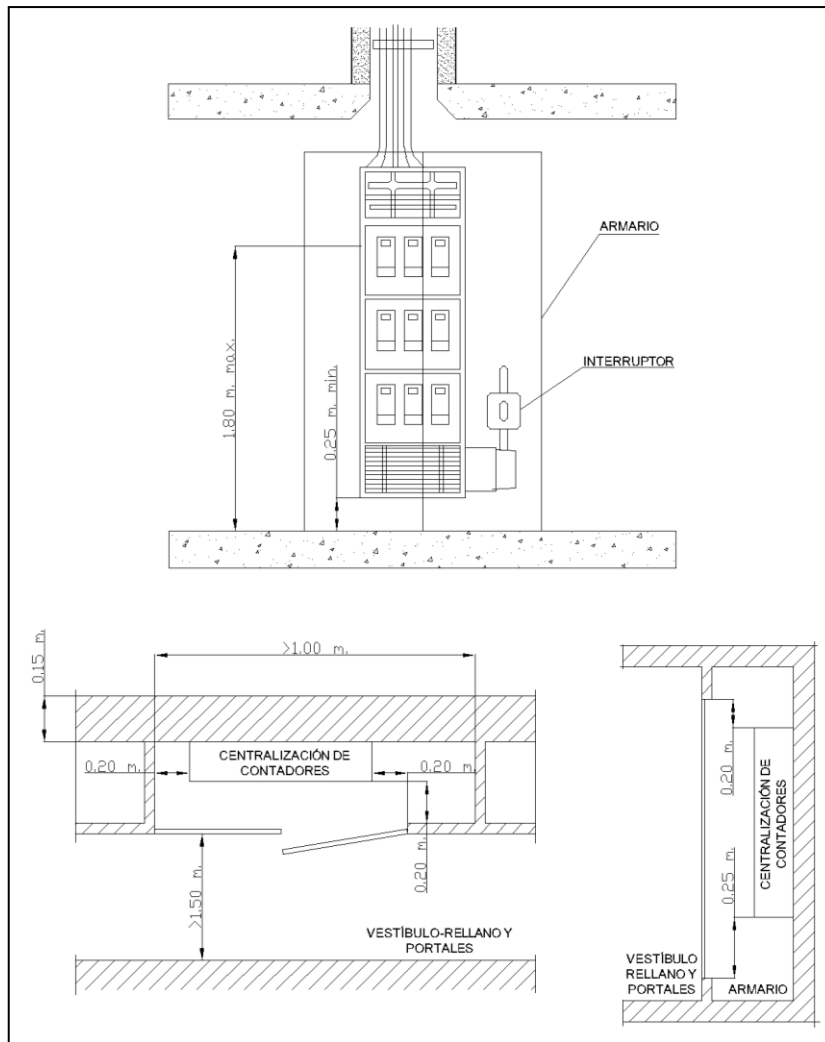 ARMARIO
INTERRUPTOR
1.80 m. max.
0.25 m. min.
0.15 m.
>1.00 m.
0.20 m.
CENTRALIZACIÓN DE
CONTADORES
0.20 m.
0.20 m.
>1.50 m.
VESTÍBULO-RELLANO Y
PORTALES
0.20 m.
0.25 m.
CENTRALIZACIÓN DE
CONTADORES
VESTÍBULO
RELLANO Y
PORTALES
ARMARIO